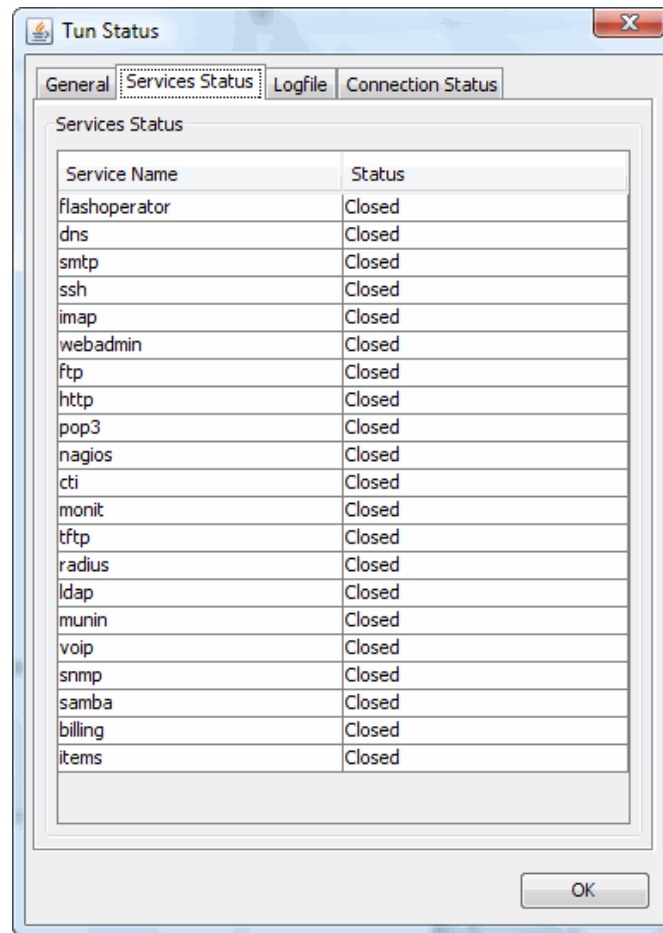 Tun Status
General Services Status Logfile Connection Status
Services Status
Service Name Status
flashoperator Closed
dns Closed
smtp Closed
ssh Closed
imap Closed
webadmin Closed
ftp Closed
http Closed
pop3 Closed
nagios Closed
cti Closed
monit Closed
tftp Closed
radius Closed
ldap Closed
munin Closed
voip Closed
snmp Closed
samba Closed
billing Closed
items Closed
OK